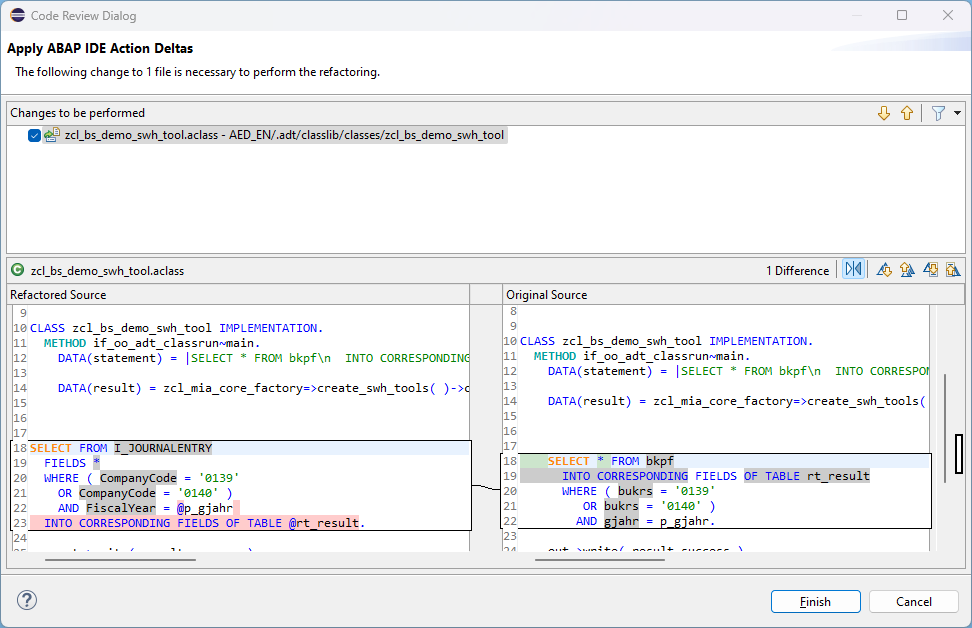 Code Review Dialog
Apply ABAP IDE Action Deltas
The following change to 1 file is necessary to perform the refactoring.
Changes to be performed
zcl_bs_demo_swh_tool.aclass - AED_EN/.adt/classlib/classes/zcl_bs_demo_swh_tool
zcl_bs_demo_swh_tool.aclass
1 Difference
Refactored Source
9
10 CLASS zcl_bs_demo_swh_tool IMPLEMENTATION.
11 METHOD if_oo_adt_classrun~main.
12 DATA(statement) = |SELECT * FROM bkpf\n INTO CORRESPONDING
13
14 DATA(result) = zcl_mia_core_factory=>create_swh_tools( )->c
15
16
17
18 SELECT FROM I_JOURNALENTRY
19 FIELDS *
20 WHERE ( CompanyCode = '0139'
21 OR CompanyCode = '0140' )
22 AND FiscalYear = @p_gjahr
23 INTO CORRESPONDING FIELDS OF TABLE @rt_result.
24
Original Source
8
9
10 CLASS zcl_bs_demo_swh_tool IMPLEMENTATION.
11 METHOD if_oo_adt_classrun~main.
12 DATA(statement) = |SELECT * FROM bkpf\n INTO CORRESPON
13
14 DATA(result) = zcl_mia_core_factory=>create_swh_tools(
15
16
17
18 SELECT * FROM bkpf
19 INTO CORRESPONDING FIELDS OF TABLE rt_result
20 WHERE ( bukrs = '0139'
21 OR bukrs = '0140' )
22 AND gjahr = p_gjahr.
23
24 out->write( result-success ).
Finish
Cancel